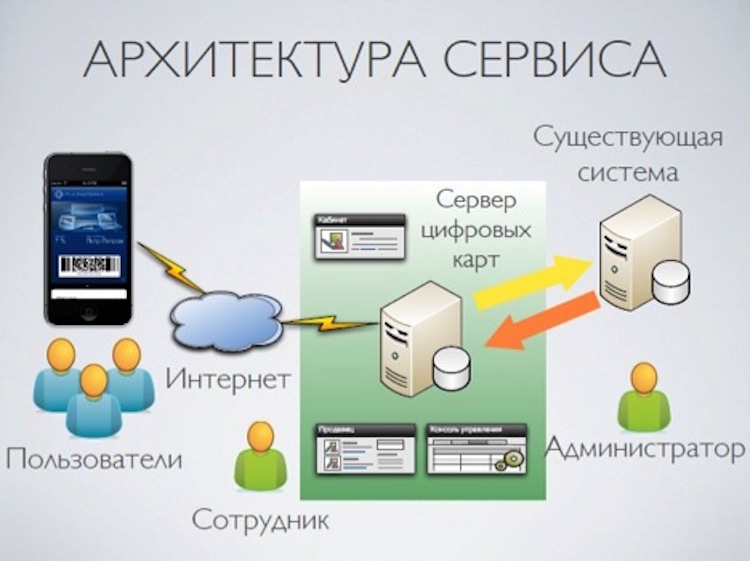 АРХИТЕКТУРА СЕРВИСА
Существующая
система
Сервер
цифровых
карт
Кабинет
Интернет
Пользователи
Продавец
Консоль управления
Администратор
Сотрудник